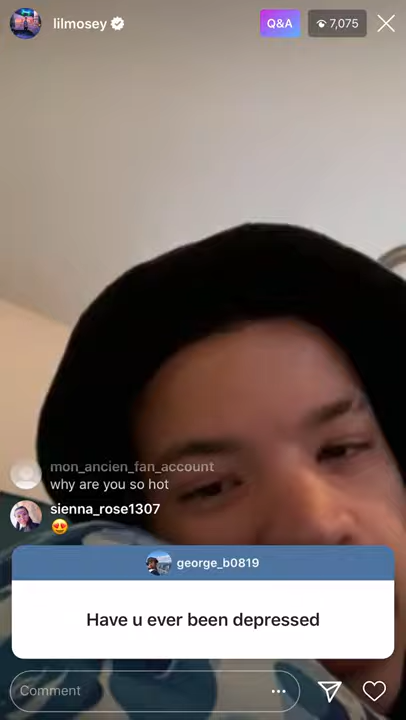 lilmosey
Q&A
7,075
mon_ancien_fan_account
why are you so hot
sienna_rose1307
😍
george_b0819
Have u ever been depressed
Comment